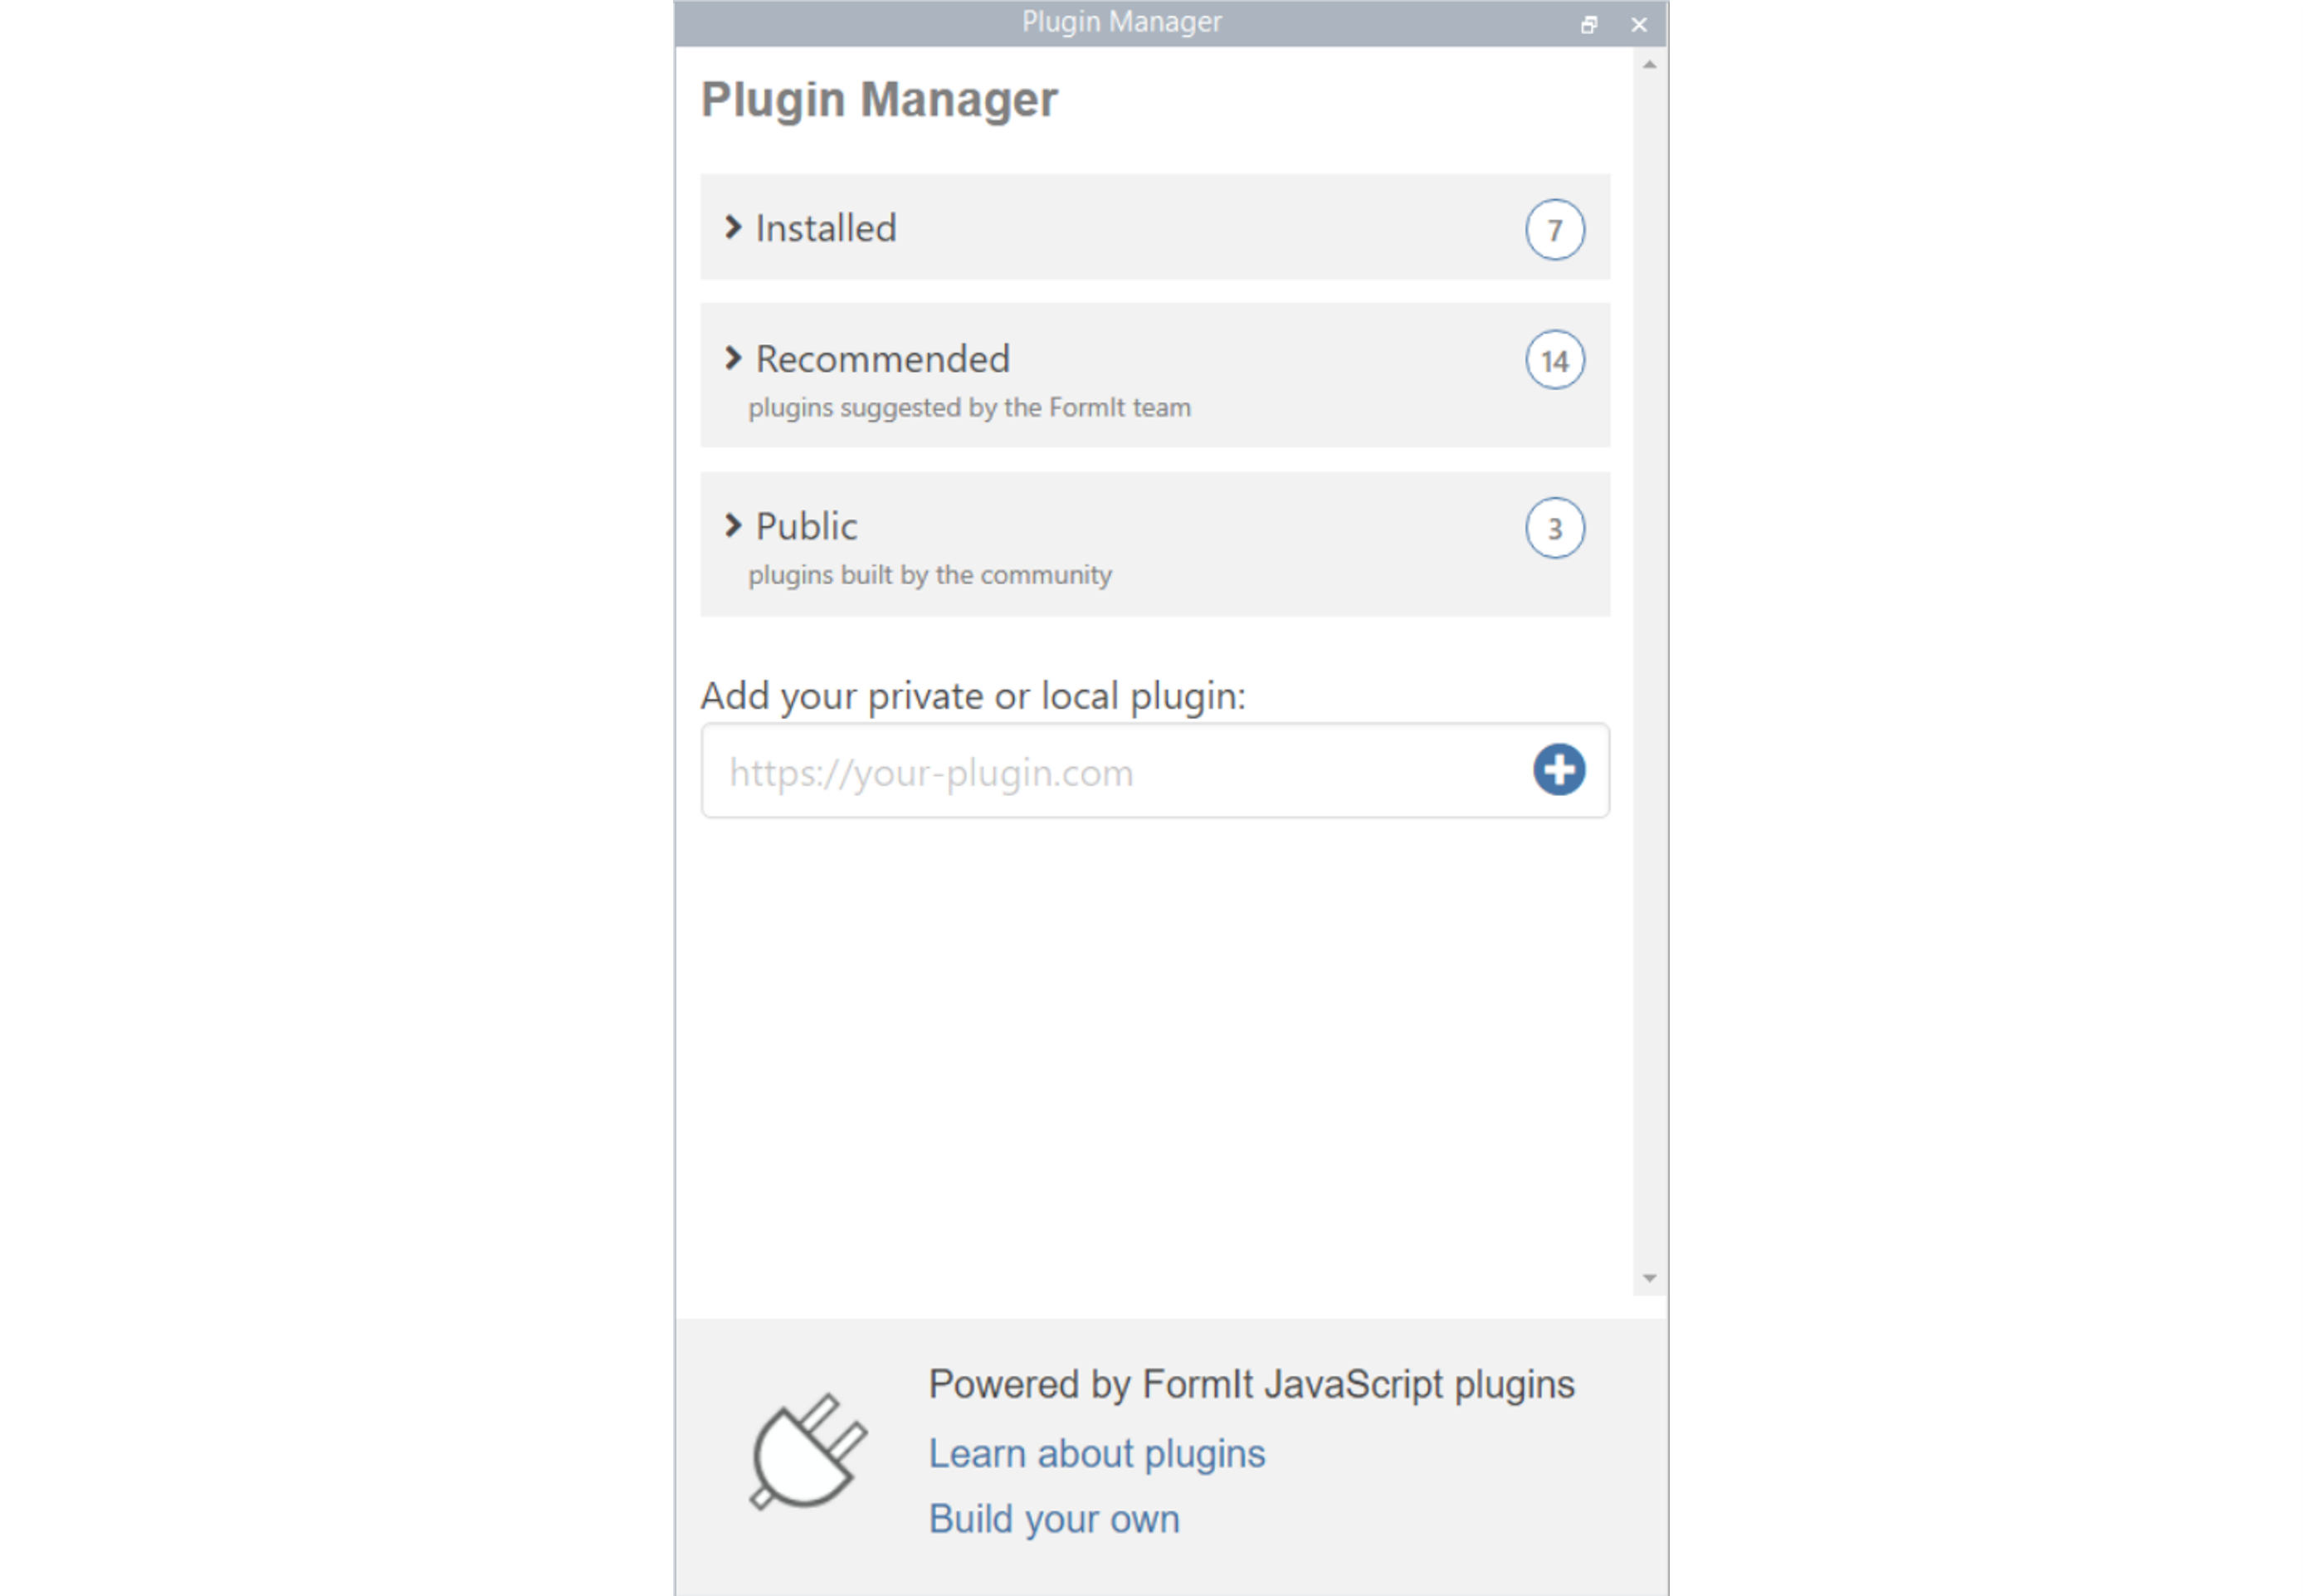 Plugin Manager
Plugin Manager
Installed
7
Recommended
14
plugins suggested by the FormIt team
Public
3
plugins built by the community
Add your private or local plugin:
https://your-plugin.com
Powered by FormIt JavaScript plugins
Learn about plugins
Build your own